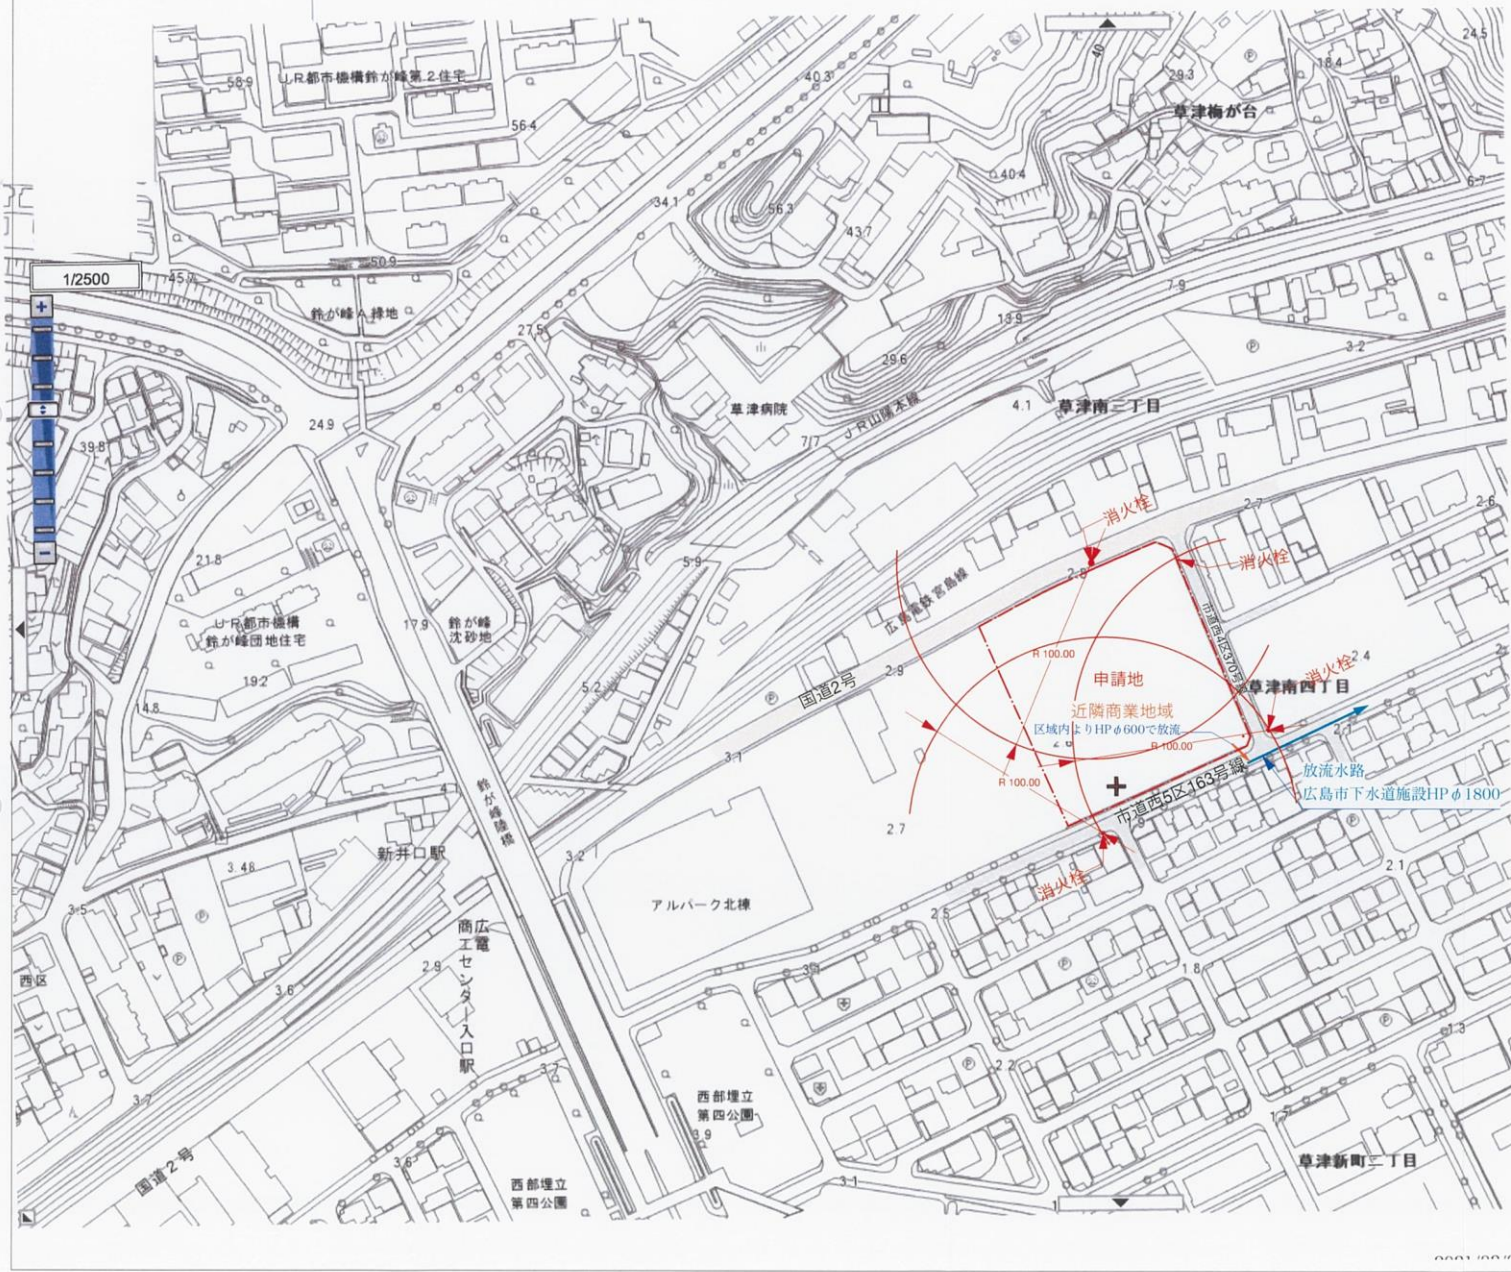 24.5
40.3
40
18.4
58.9
UR都市機構鈴が峰第2住宅
29.3
草津梅が台
56.4
40.4
6.7
34.1
56.3
43.7
50.9
1/2500
45.7
7.9
鈴が峰A緑地
13.9
27.5
3.2
29.6
草津病院
4.1
草津南三丁目
24.9
JR山陽本線
7.7
39.8
2.7
2.6
消火栓
21.8
5.9
2.8
消火栓
広島電鉄宮島線
UR都市機構
鈴が峰団地住宅
17.9
鈴が峰
沈砂地
市道西4区370号
R 100.00
2.4
2.9
申請地
消火栓
草津南四丁目
19.2
5.2
国道2号
14.8
近隣商業地域
区域内よりHPφ600で放流
2.1
2.6
R 100.00
3.1
放流水路
広島市下水道施設HPφ1800
R 100.00
市道西5区163号線
鈴が峰陸橋
2.7
新井口駅
3.2
3.48
2.1
消火栓
アルパーク北棟
3.5
2.5
広電
商工センター入口駅
2.9
西区
1.8
3.6
1.3
2.2
3.7
西部埋立
第四公園
3.7
1.7
3.9
国道2号
3.6
草津新町二丁目
西部埋立
第四公園
3.1